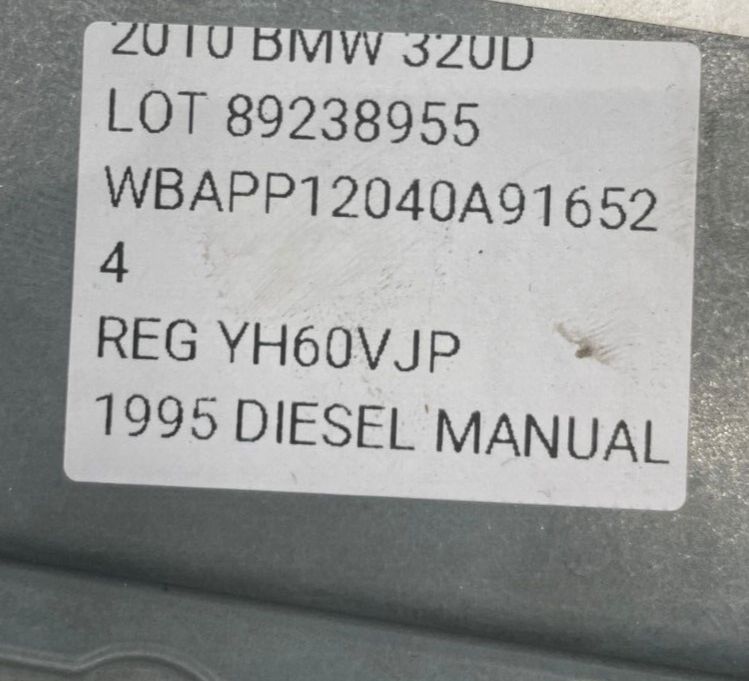 2010 BMW 320D
LOT 89238955
WBAPP12040A91652
4
REG YH60VJP
1995 DIESEL MANUAL